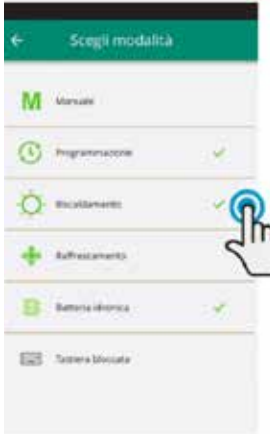 Scegli modalità
M Manuale
Programmazione
Riscaldamento
Raffrescamento
Batteria idronica
Tastiera bloccata